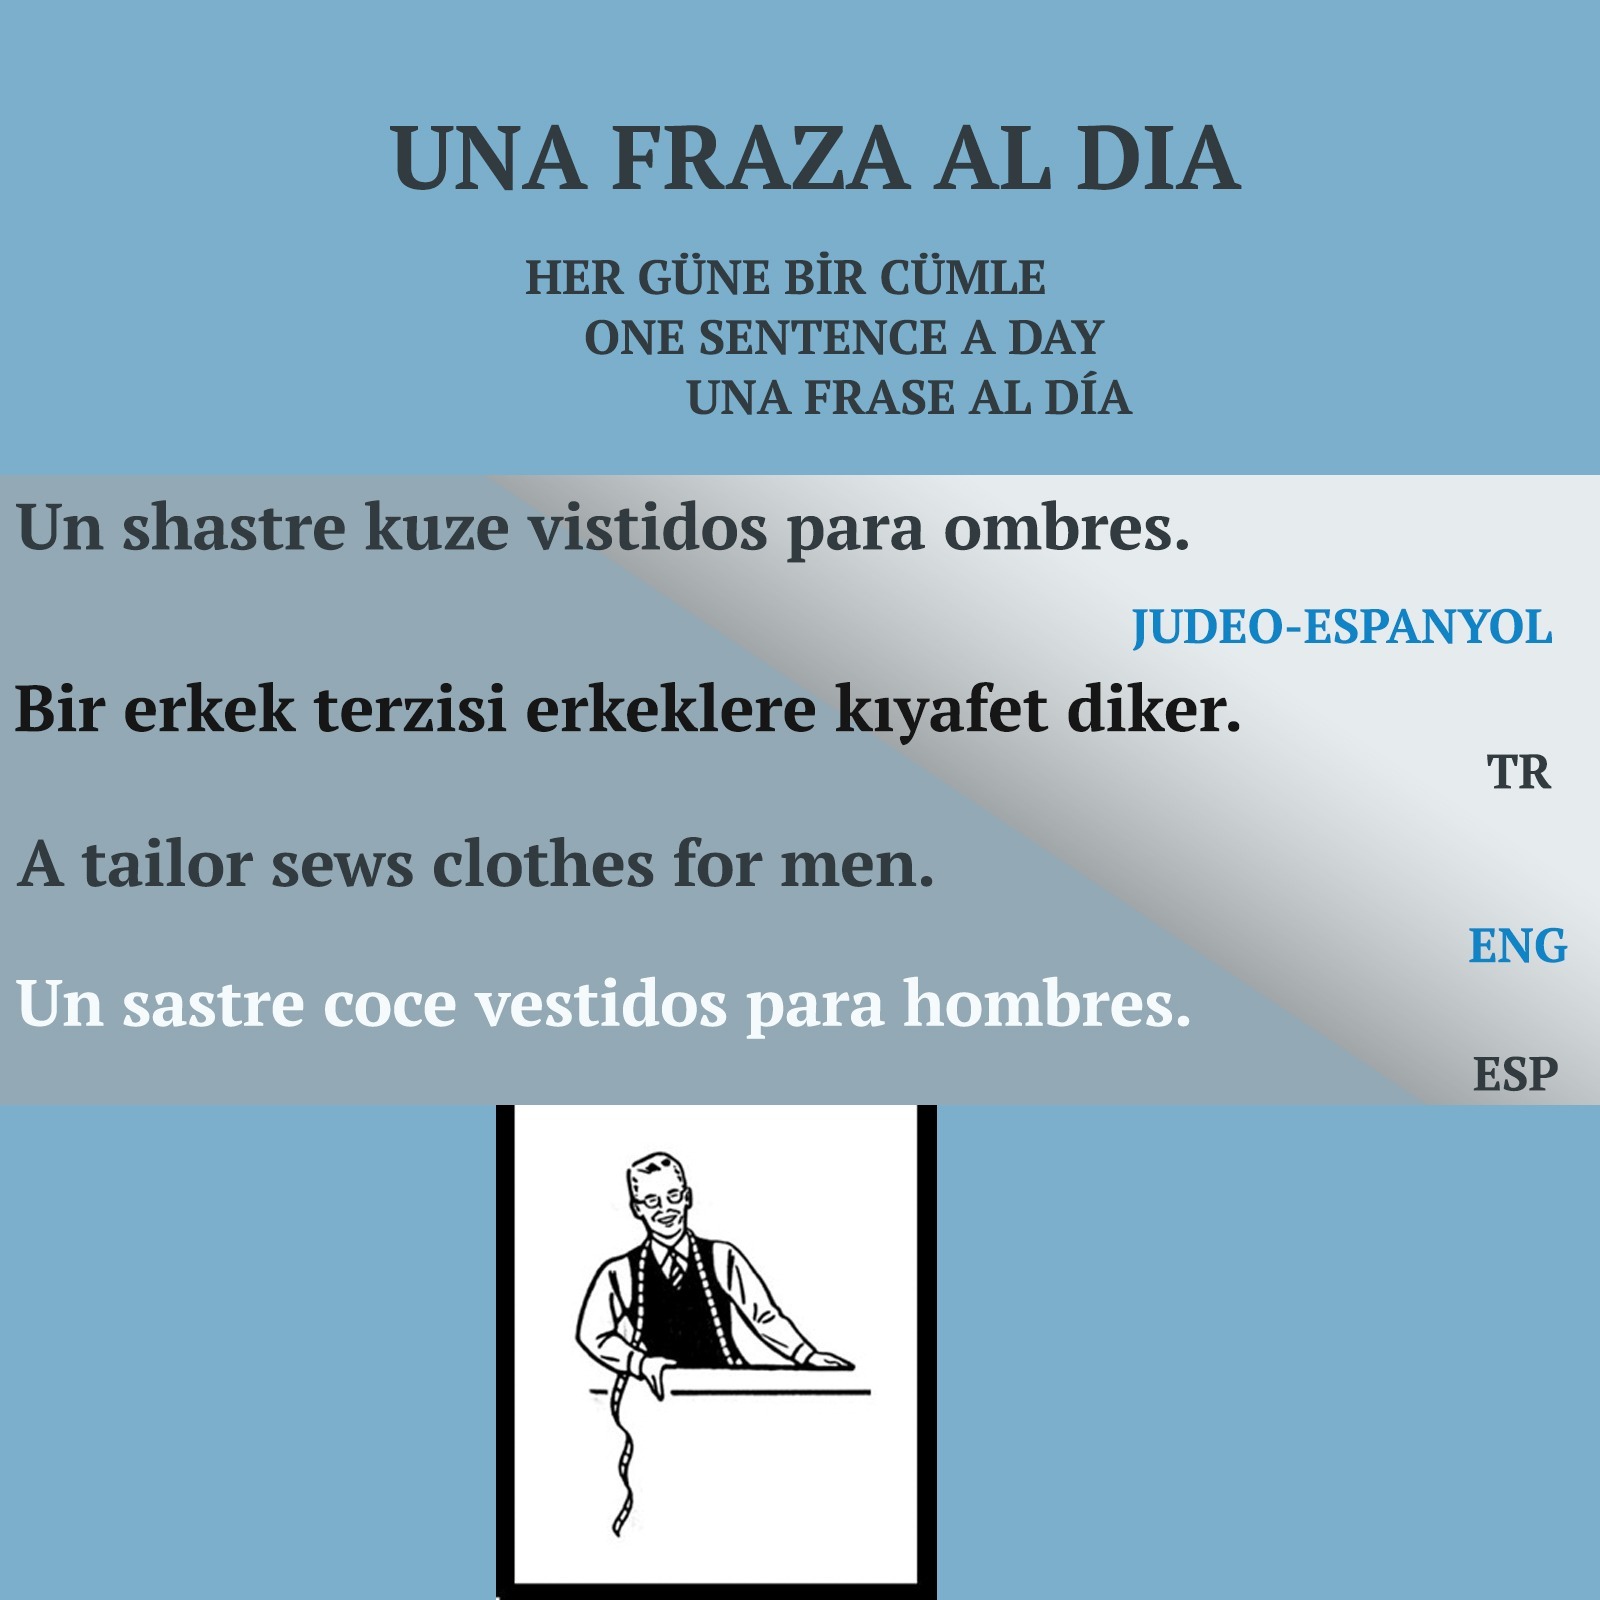 UNA FRAZA AL DIA
HER GÜNE BİR CÜMLE
ONE SENTENCE A DAY
UNA FRASE AL DÍA
Un shastre kuze vistidos para ombres.
JUDEO-ESPANYOL
Bir erkek terzisi erkeklere kıyafet diker.
TR
A tailor sews clothes for men.
ENG
Un sastre coce vestidos para hombres.
ESP